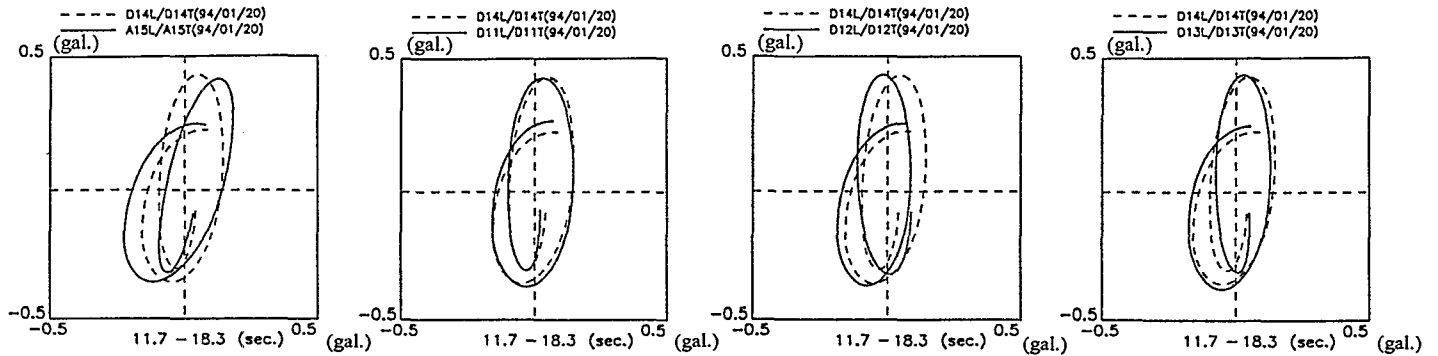 D14L/D14T(94/01/20)
A15L/A15T(94/01/20)
0.5 (gal.)
-0.5
-0.5 0.5
11.7 -18.3 (sec.) (gal.)
D14L/D14T(94/01/20)
D11L/D11T(94/01/20)
0.5 (gal.)
-0.5
-0.5 0.5
11.7 -18.3 (sec.) (gal.)
D14L/D14T(94/01/20)
D12L/D12T(94/01/20)
0.5 (gal.)
-0.5
-0.5 0.5
11.7 -18.3 (sec.) (gal.)
D14L/D14T(94/01/20)
D13L/D13T(94/01/20)
0.5 (gal.)
-0.5
-0.5 0.5
11.7 -18.3 (sec.) (gal.)